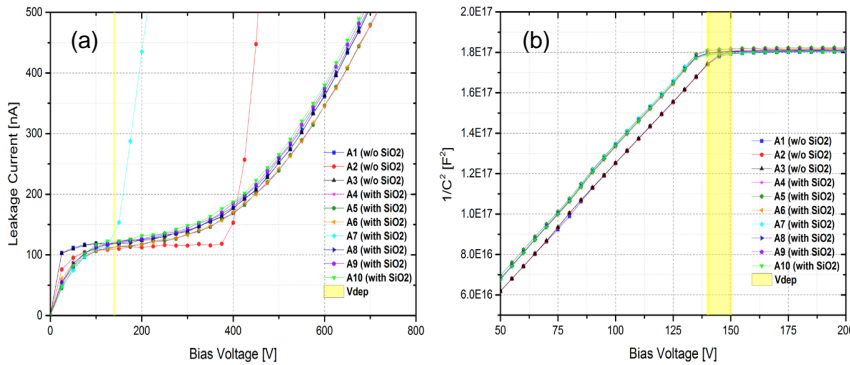 (a)
500
400
300
200
100
0
Leakage Current [nA]
0
200
400
600
800
Bias Voltage [V]
A1 (w/o SiO2)
A2 (w/o SiO2)
A3 (w/o SiO2)
A4 (with SiO2)
A5 (with SiO2)
A6 (with SiO2)
A7 (with SiO2)
A8 (with SiO2)
A9 (with SiO2)
A10 (with SiO2)
Vdep
(b)
2.0E17
1.8E17
1.6E17
1.4E17
1.2E17
1.0E17
8.0E16
6.0E16
1/C² [F²]
50
75
100
125
150
175
200
Bias Voltage [V]
A1 (w/o SiO2)
A2 (w/o SiO2)
A3 (w/o SiO2)
A4 (with SiO2)
A5 (with SiO2)
A6 (with SiO2)
A7 (with SiO2)
A8 (with SiO2)
A9 (with SiO2)
A10 (with SiO2)
Vdep